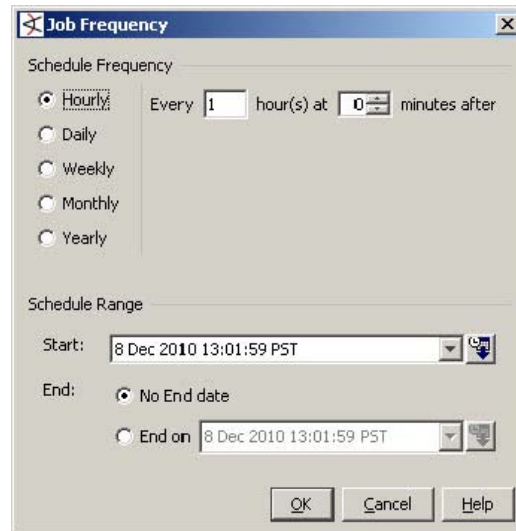 Job Frequency
Schedule Frequency
Hourly Every 1 hour(s) at 0 minutes after
Daily
Weekly
Monthly
Yearly
Schedule Range
Start: 8 Dec 2010 13:01:59 PST
End: No End date
End on 8 Dec 2010 13:01:59 PST
OK Cancel Help